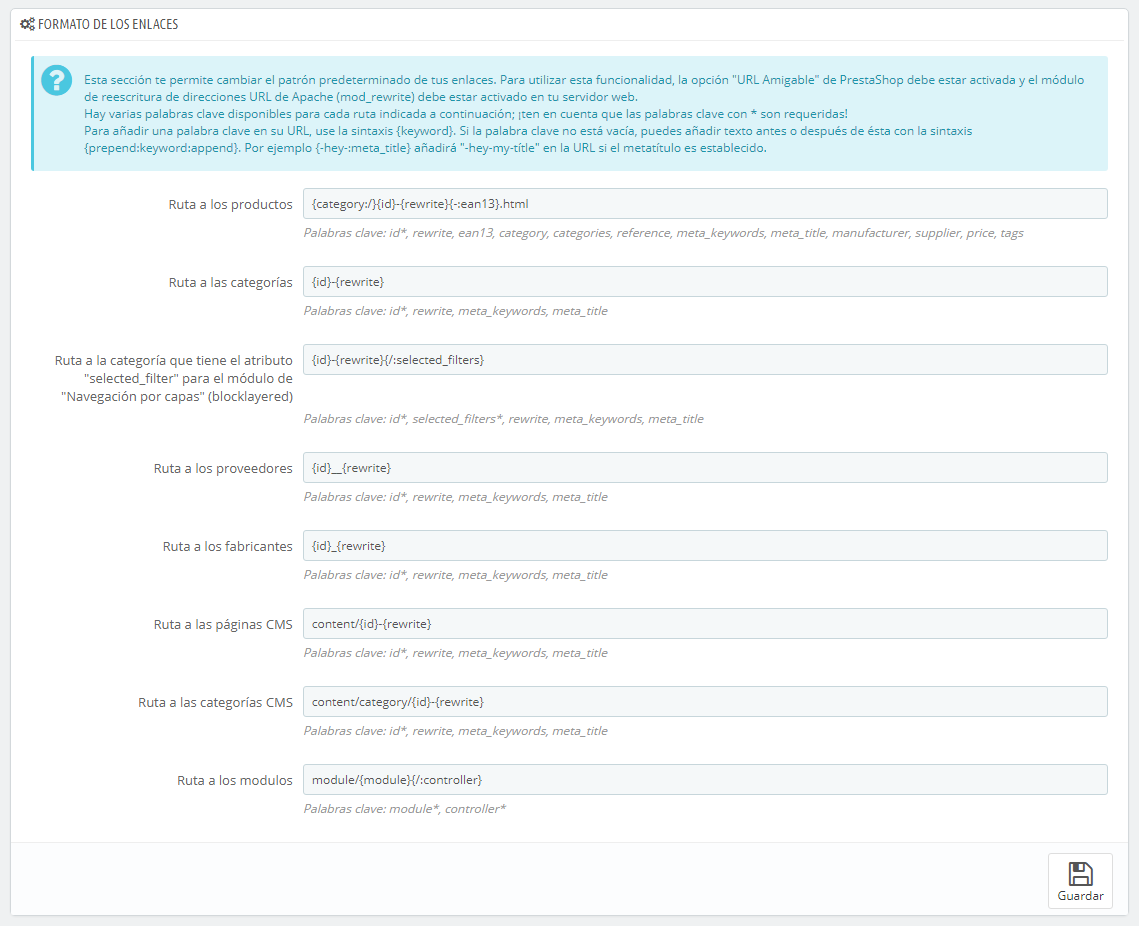 FORMATO DE LOS ENLACES
Esta sección te permite cambiar el patrón predeterminado de tus enlaces. Para utilizar esta funcionalidad, la opción "URL Amigable" de PrestaShop debe estar activada y el módulo
de reescritura de direcciones URL de Apache (mod_rewrite) debe estar activado en tu servidor web.
Hay varias palabras clave disponibles para cada ruta indicada a continuación; ¡ten en cuenta que las palabras clave con * son requeridas!
Para añadir una palabra clave en su URL, use la sintaxis {keyword}. Si la palabra clave no está vacía, puedes añadir texto antes o después de ésta con la sintaxis
{prepend:keyword:append}. Por ejemplo {-hey-:meta_title} añadirá "-hey-my-títle" en la URL si el metatítulo es establecido.
Ruta a los productos
{category:/}{id}-{rewrite}{-:ean13}.html
Palabras clave: id*, rewrite, ean13, category, categories, reference, meta_keywords, meta_title, manufacturer, supplier, price, tags
Ruta a las categorías
{id}-{rewrite}
Palabras clave: id*, rewrite, meta_keywords, meta_title
Ruta a la categoría que tiene el atributo
"selected_filter" para el módulo de
"Navegación por capas" (blocklayered)
{id}-{rewrite}{/:selected_filters}
Palabras clave: id*, selected_filters*, rewrite, meta_keywords, meta_title
Ruta a los proveedores
{id}__{rewrite}
Palabras clave: id*, rewrite, meta_keywords, meta_title
Ruta a los fabricantes
{id}_{rewrite}
Palabras clave: id*, rewrite, meta_keywords, meta_title
Ruta a las páginas CMS
content/{id}-{rewrite}
Palabras clave: id*, rewrite, meta_keywords, meta_title
Ruta a las categorías CMS
content/category/{id}-{rewrite}
Palabras clave: id*, rewrite, meta_keywords, meta_title
Ruta a los modulos
module/{module}{/:controller}
Palabras clave: module*, controller*
Guardar